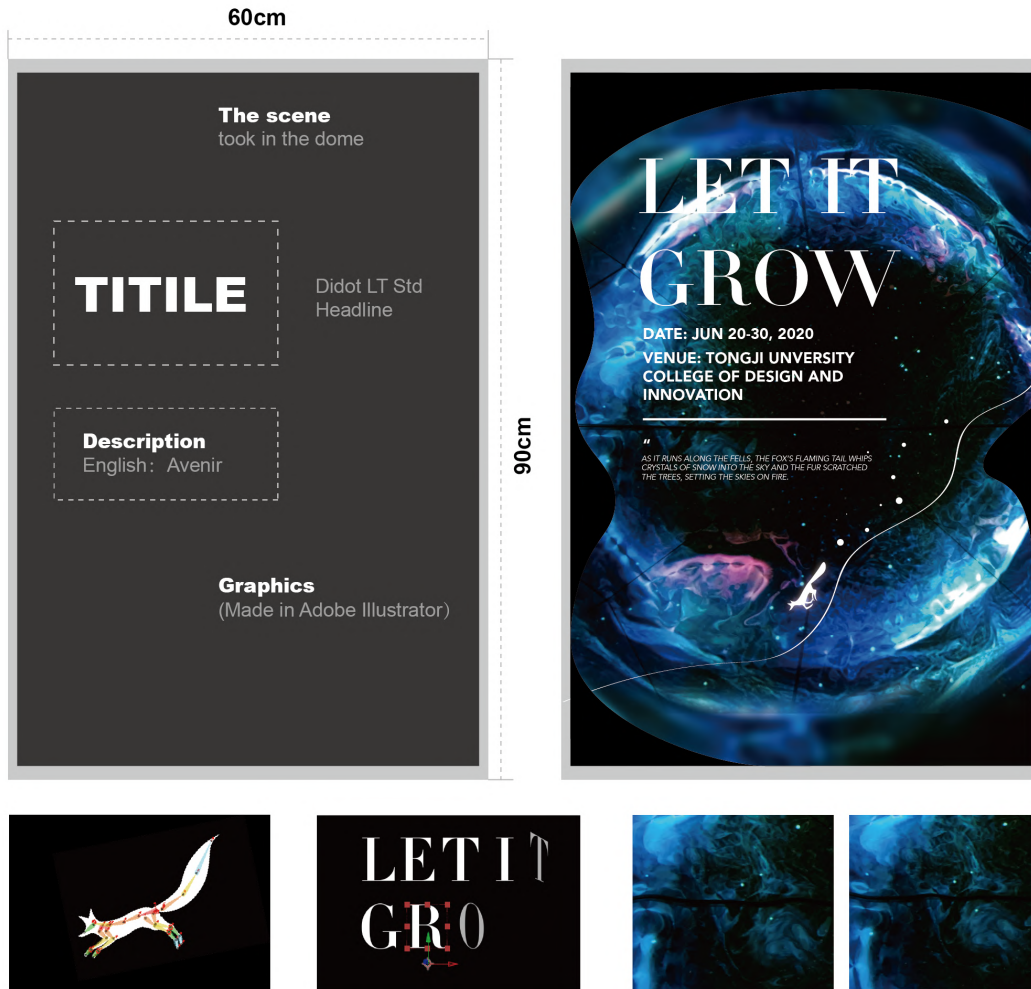 60cm
The scene
took in the dome
TITILE
Didot LT Std
Headline
Description
English： Avenir
Graphics
(Made in Adobe Illustrator）
90cm
LET IT
GROW
DATE: JUN 20-30, 2020
VENUE: TONGJI UNVERSITY
COLLEGE OF DESIGN AND
INNOVATION
"
AS IT RUNS ALONG THE FELLS, THE FOX'S FLAMING TAIL WHIPS
CRYSTALS OF SNOW INTO THE SKY AND THE FUR SCRATCHED
THE TREES, SETTING THE SKIES ON FIRE.
LET IT
GRO